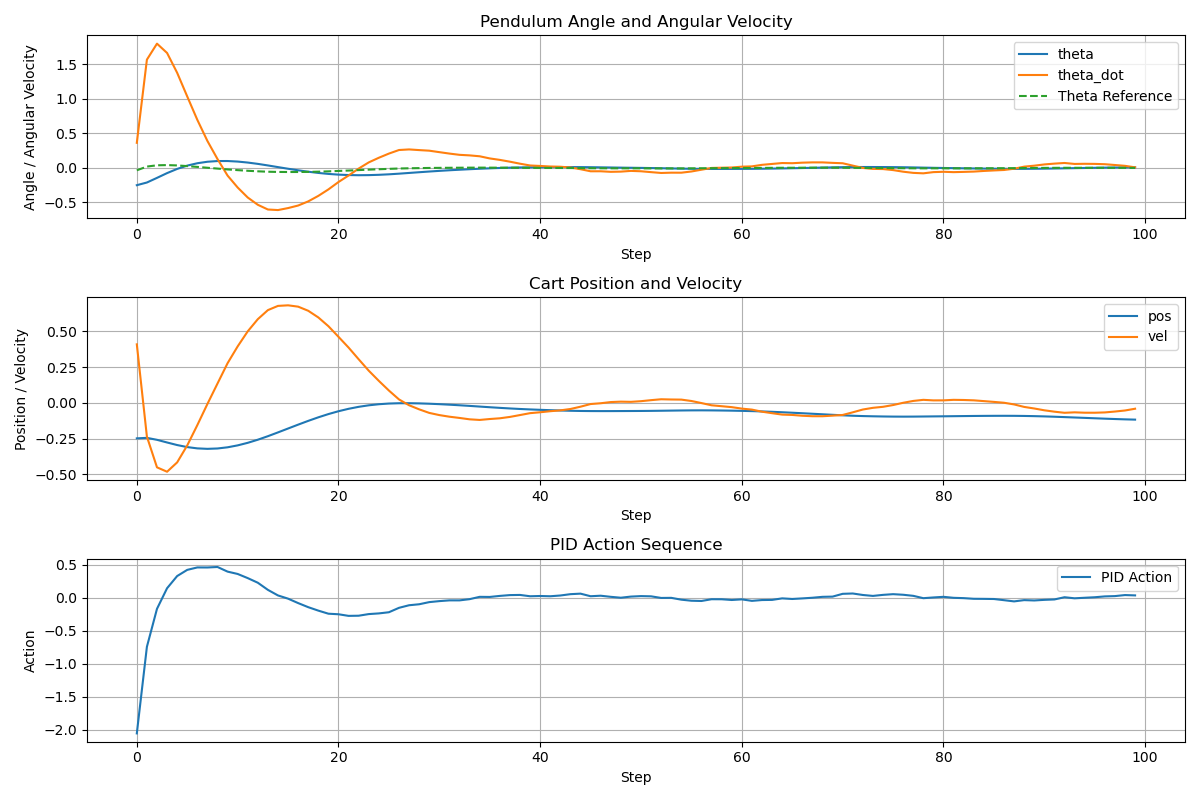 Pendulum Angle and Angular Velocity
Angle / Angular Velocity
1.5
1.0
0.5
0.0
−0.5
theta
theta_dot
Theta Reference
0 20 40 60 80 100
Step
Cart Position and Velocity
Position / Velocity
0.50
0.25
0.00
−0.25
−0.50
pos
vel
0 20 40 60 80 100
Step
PID Action Sequence
Action
0.5
0.0
−0.5
−1.0
−1.5
−2.0
PID Action
0 20 40 60 80 100
Step